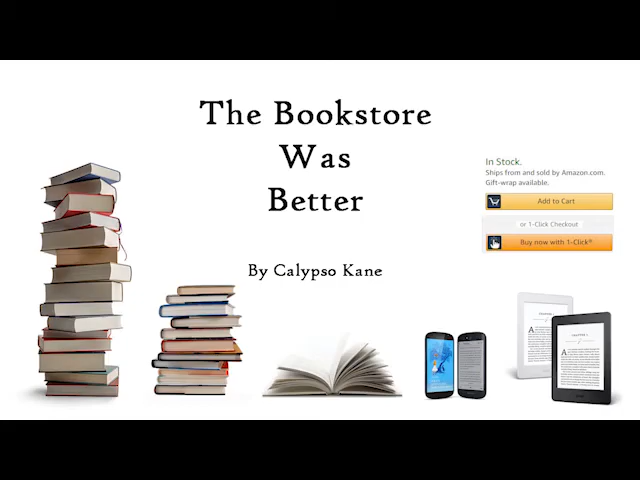 The Bookstore
Was
Better
By Calypso Kane
In Stock.
Ships from and sold by Amazon.com.
Gift-wrap available.
Add to Cart
or 1-Click Checkout
Buy now with 1-Click®